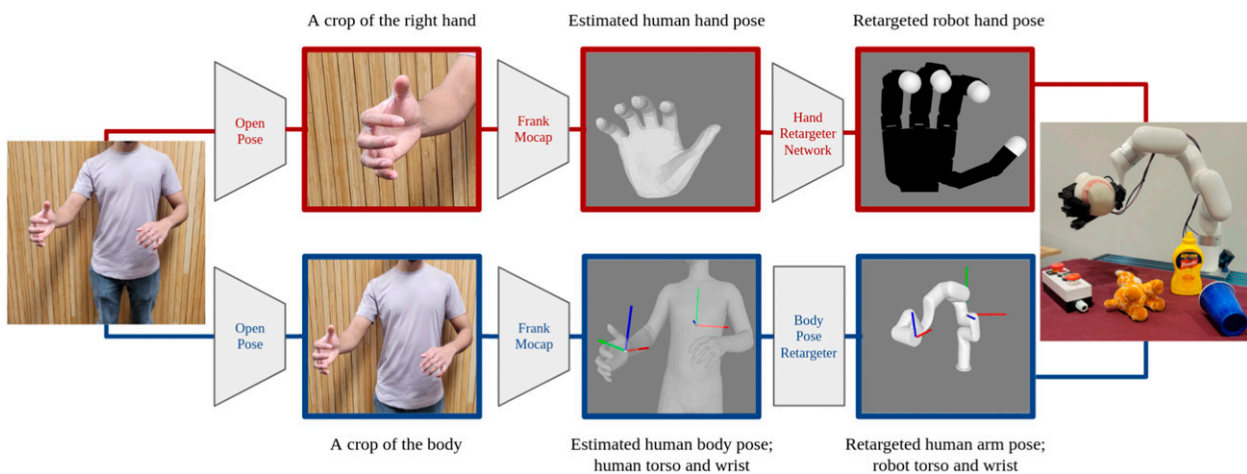 A crop of the right hand
Estimated human hand pose
Retargeted robot hand pose
Open
Pose
Frank
Mocap
Hand
Retargeter
Network
Open
Pose
Frank
Mocap
Body
Pose
Retargeter
A crop of the body
Estimated human body pose;
human torso and wrist
Retargeted human arm pose;
robot torso and wrist